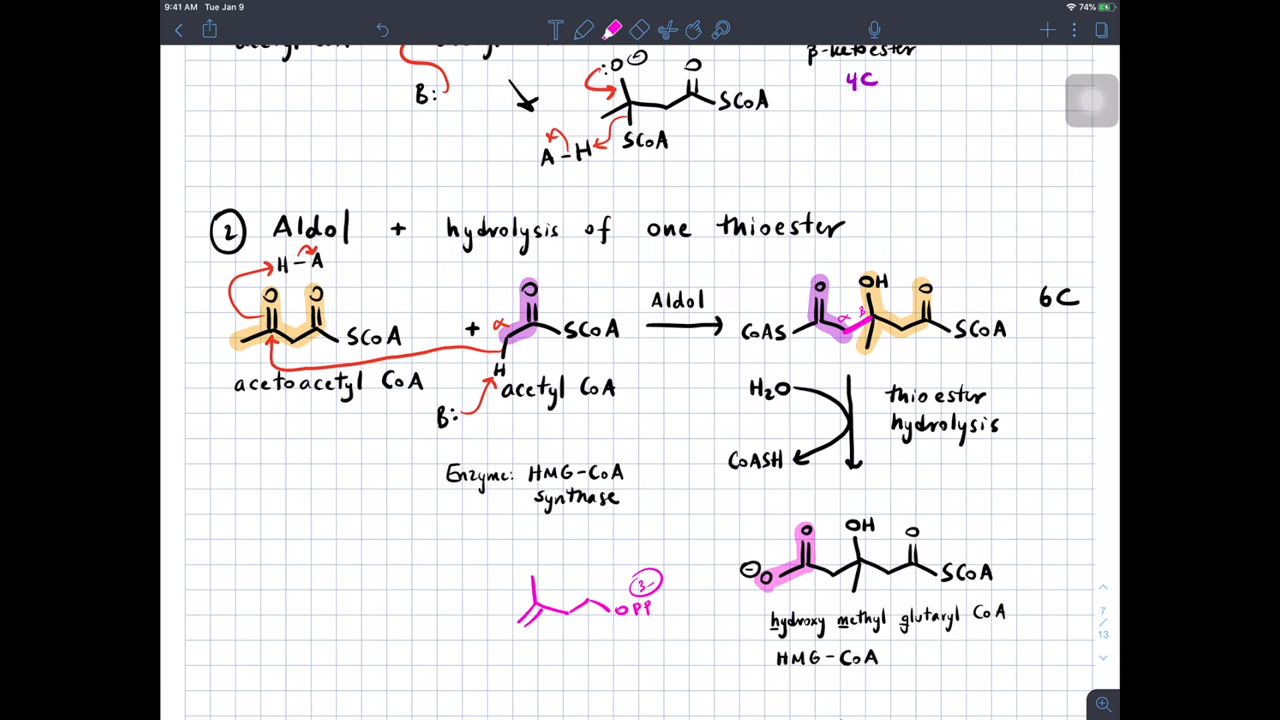 9:41 AM Tue Jan 9
74%
T
B:
:O ⊖
O
SCoA
SCoA
A–H
β-ketoester
4C
② Aldol + hydrolysis of one thioester
H–A
O O
SCoA
acetoacetyl CoA
+
α
O
SCoA
H
acetyl CoA
B:
Aldol
O OH O
α β
CoAS
SCoA
6C
H₂O
CoASH
thioester
hydrolysis
Enzyme: HMG-CoA
synthase
3-
OPP
O OH O
⊖O
SCoA
hydroxy methyl glutaryl CoA
HMG-CoA
7
/
13